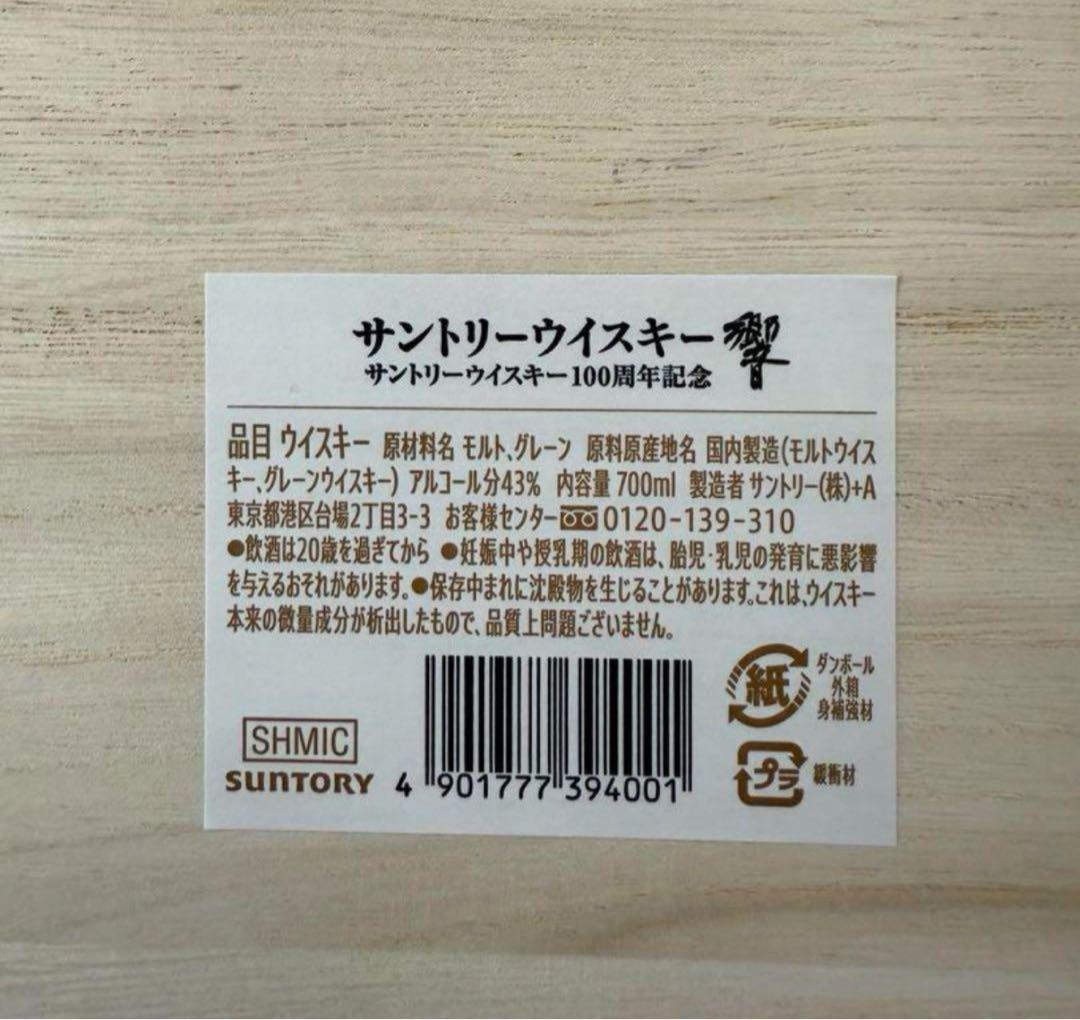 サントリーウイスキー響
サントリーウイスキー100周年記念
品目 ウイスキー 原材料名 モルト、グレーン 原料原産地名 国内製造(モルトウイス
キー、グレーンウイスキー) アルコール分43% 内容量 700ml 製造者 サントリー(株)+A
東京都港区台場2丁目3-3 お客様センター 0120-139-310
●飲酒は20歳を過ぎてから ●妊娠中や授乳期の飲酒は、胎児・乳児の発育に悪影響
を与えるおそれがあります。●保存中まれに沈殿物を生じることがあります。これは、ウイスキー
本来の微量成分が析出したもので、品質上問題ございません。
紙
ダンボール
外箱
身補強材
SHMIC
SUNTORY
4 901777 394001
プラ
緩衝材